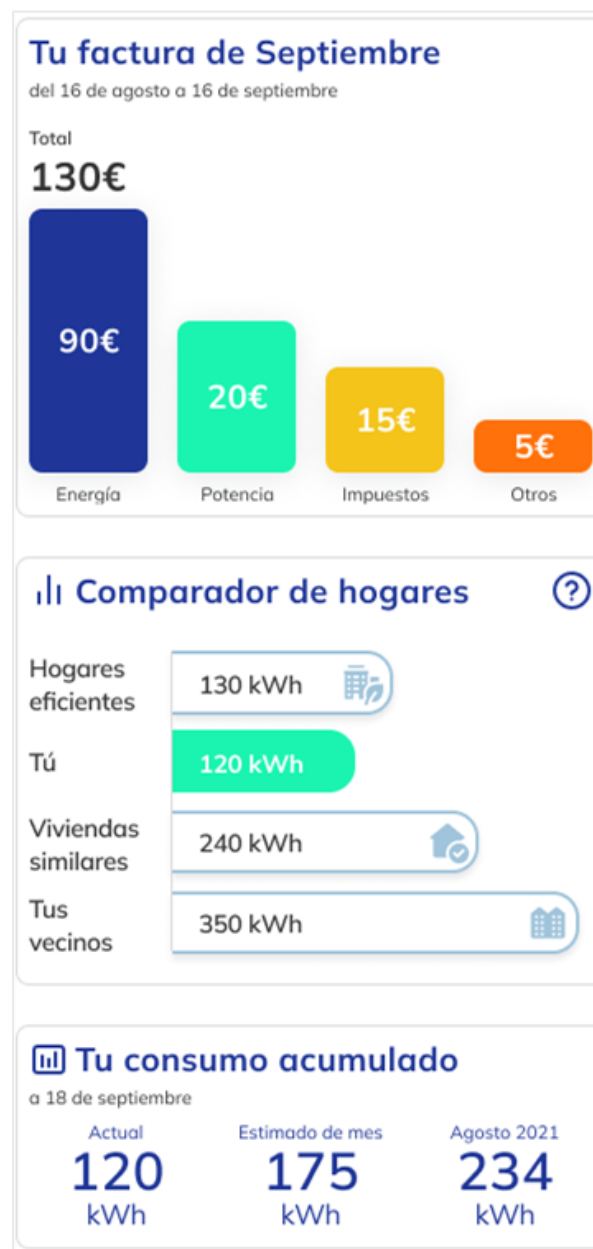 Tu factura de Septiembre
del 16 de agosto a 16 de septiembre
Total
130€
90€
20€
15€
5€
Energía
Potencia
Impuestos
Otros
Comparador de hogares
?
Hogares
eficientes
130 kWh
Tú
120 kWh
Viviendas
similares
240 kWh
Tus
vecinos
350 kWh
Tu consumo acumulado
a 18 de septiembre
Actual
Estimado de mes
Agosto 2021
120
175
234
kWh
kWh
kWh